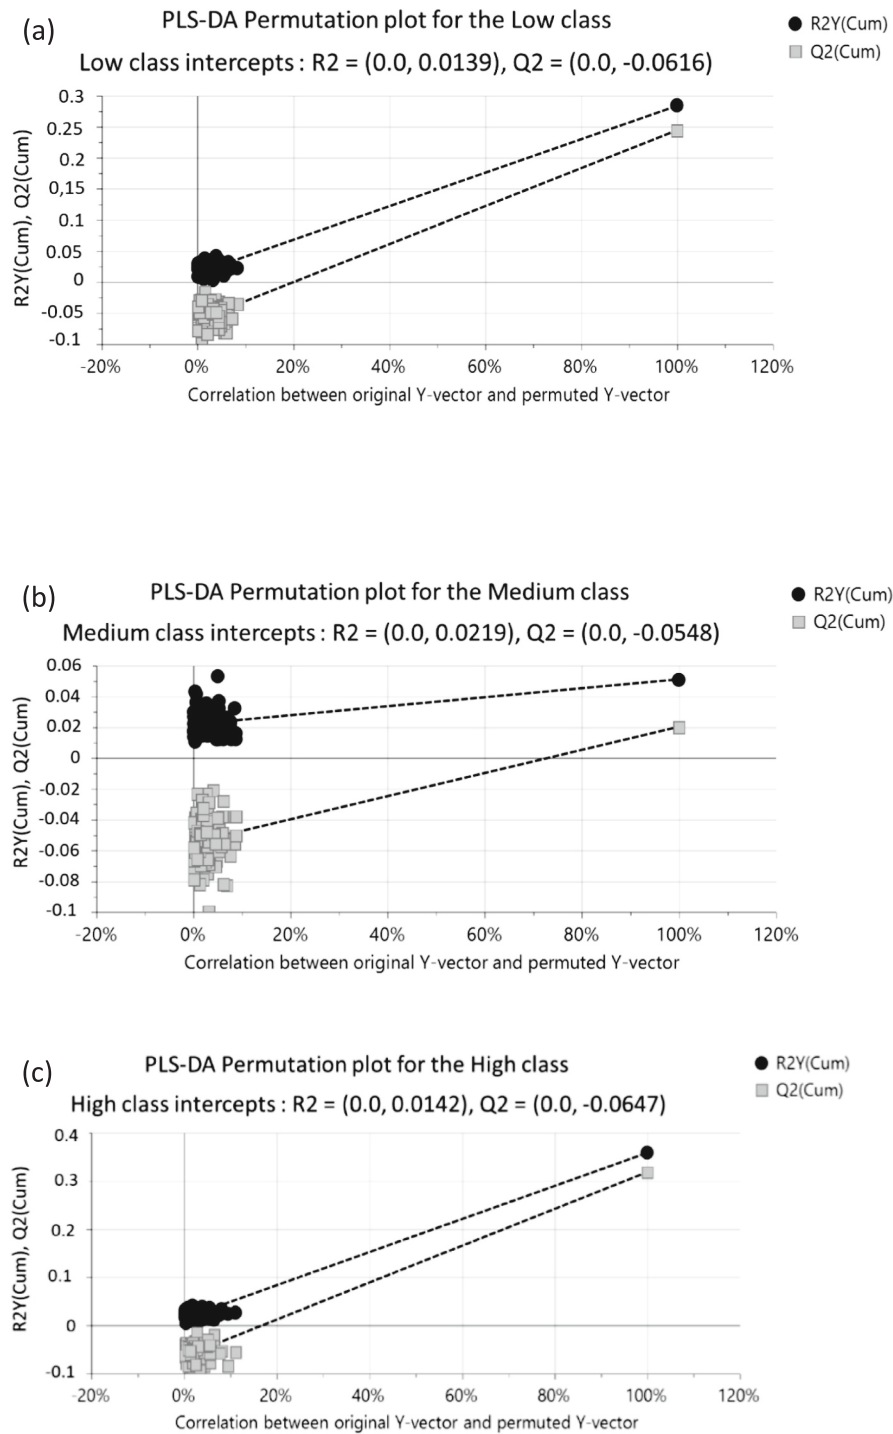 (a)
PLS-DA Permutation plot for the Low class
R2Y(Cum)
Q2(Cum)
Low class intercepts : R2 = (0.0, 0.0139), Q2 = (0.0, -0.0616)
R2Y(Cum), Q2(Cum)
0.3
0.25
0.2
0,15
0.1
0.05
0
-0.05
-0.1
-20% 0% 20% 40% 60% 80% 100% 120%
Correlation between original Y-vector and permuted Y-vector
(b)
PLS-DA Permutation plot for the Medium class
R2Y(Cum)
Q2(Cum)
Medium class intercepts : R2 = (0.0, 0.0219), Q2 = (0.0, -0.0548)
R2Y(Cum), Q2(Cum)
0.06
0.04
0.02
0
-0.02
-0.04
-0.06
-0.08
-0.1
-20% 0% 20% 40% 60% 80% 100% 120%
Correlation between original Y-vector and permuted Y-vector
(c)
PLS-DA Permutation plot for the High class
R2Y(Cum)
Q2(Cum)
High class intercepts : R2 = (0.0, 0.0142), Q2 = (0.0, -0.0647)
R2Y(Cum), Q2(Cum)
0.4
0.3
0.2
0.1
0
-0.1
-20% 0% 20% 40% 60% 80% 100% 120%
Correlation between original Y-vector and permuted Y-vector